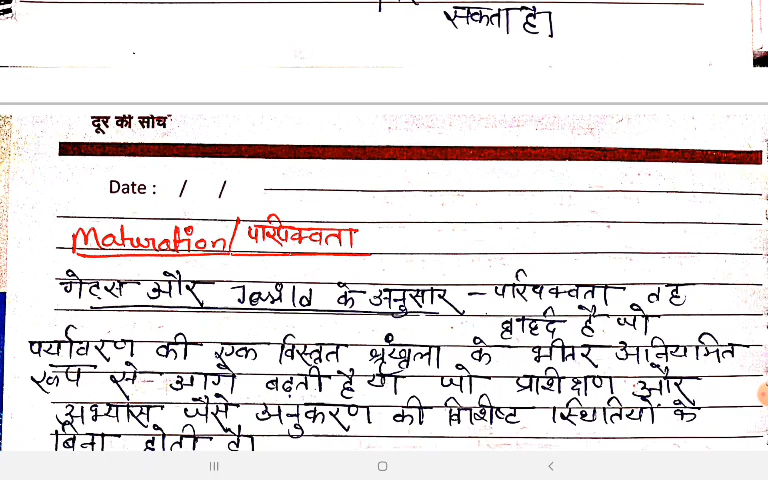 सकता है।
दूर की सोच
Date : / /
Maturation/परिपक्वता
गेट्स और के अनुसार - परिपक्वता वह
है जो
पर्यावरण की एक विस्तृत श्रृंखला के भीतर अनियमित
रूप से आगे बढ़ती है या जो प्रशिक्षण और
अभ्यास जैसे अनुकरण की विशिष्ट स्थितियों के
बिना होती है।